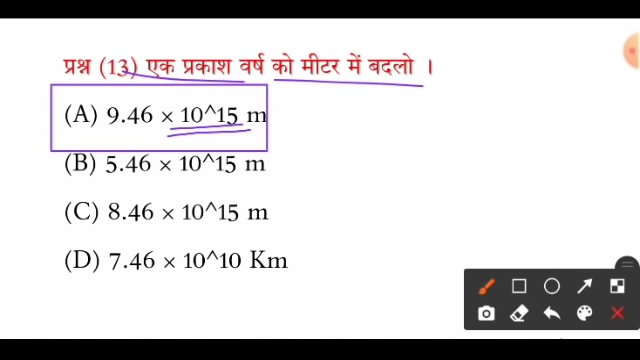 प्रश्न (13) एक प्रकाश वर्ष को मीटर में बदलो ।
(A) 9.46 × 10^15 m
(B) 5.46 × 10^15 m
(C) 8.46 × 10^15 m
(D) 7.46 × 10^10 Km